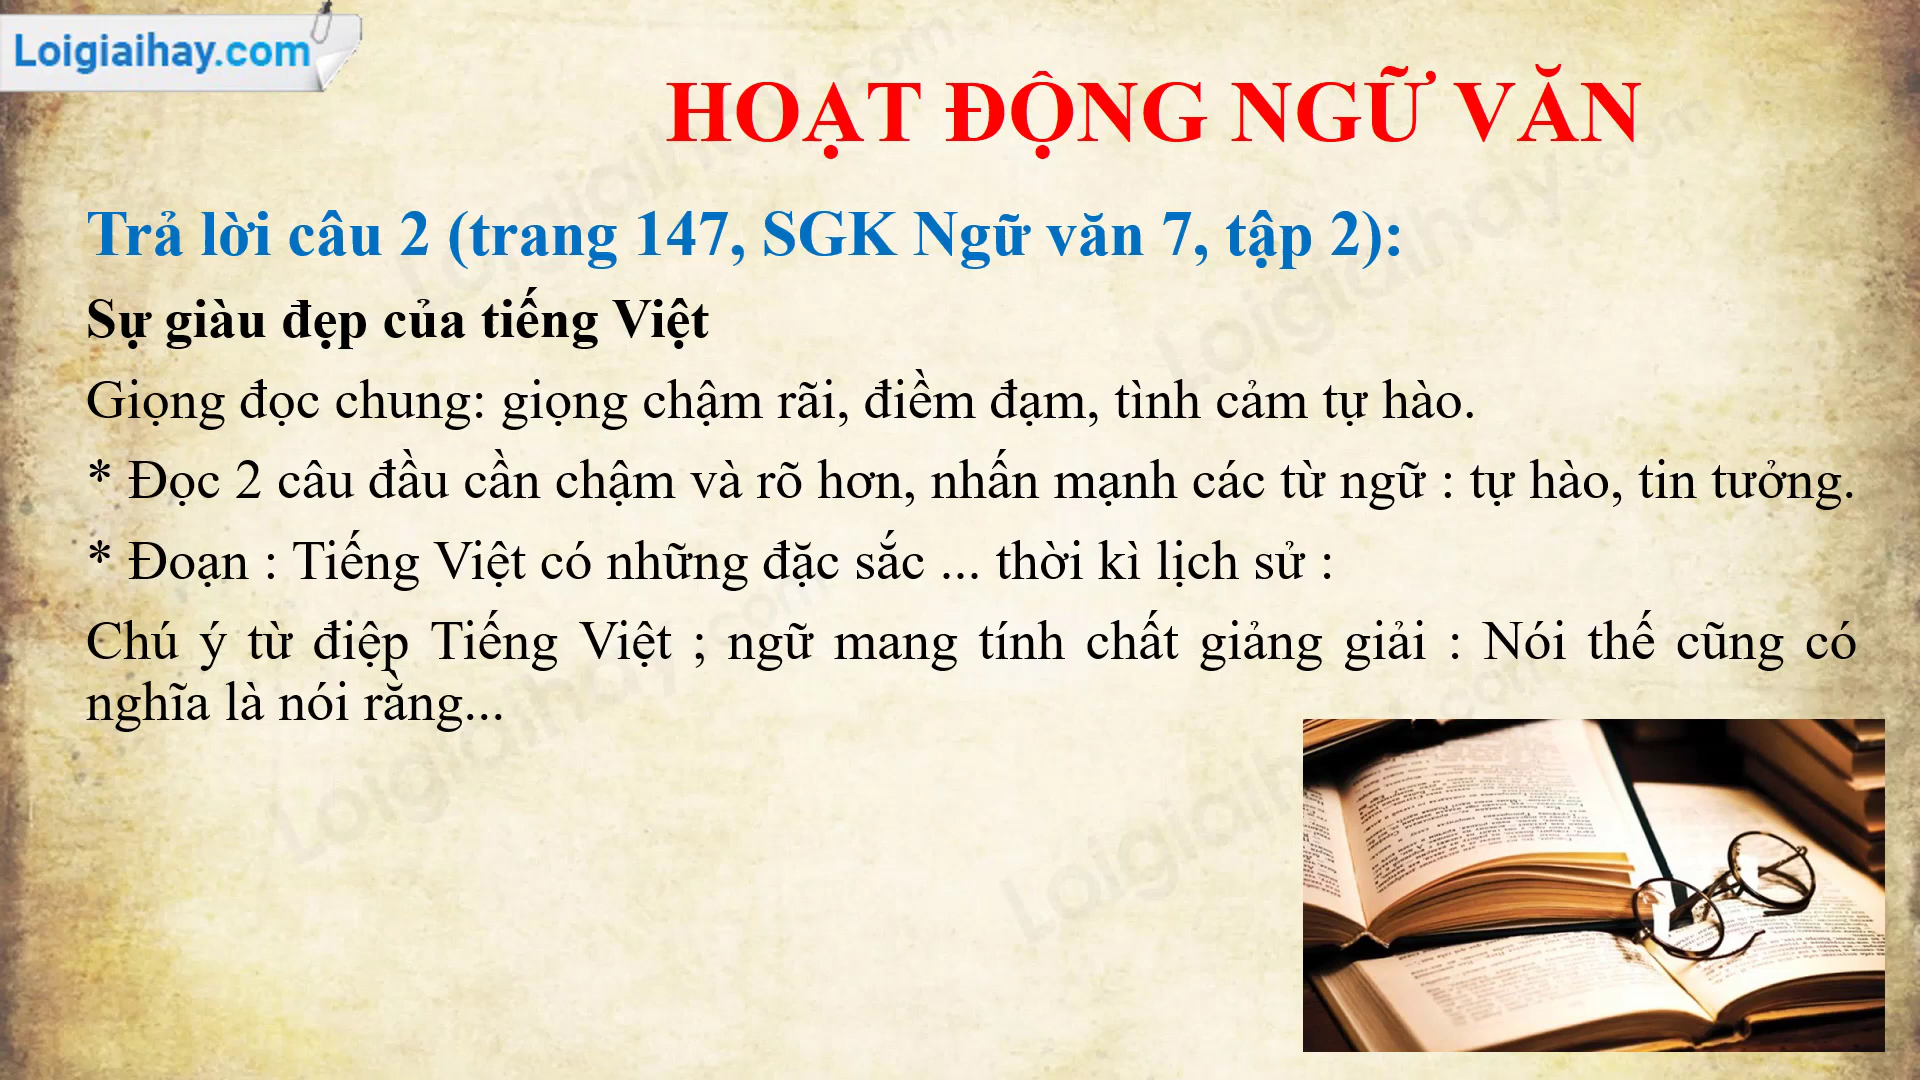 Loigiaihay.com
HOẠT ĐỘNG NGỮ VĂN
Trả lời câu 2 (trang 147, SGK Ngữ văn 7, tập 2):
Sự giàu đẹp của tiếng Việt
Giọng đọc chung: giọng chậm rãi, điềm đạm, tình cảm tự hào.
* Đọc 2 câu đầu cần chậm và rõ hơn, nhấn mạnh các từ ngữ : tự hào, tin tưởng.
* Đoạn : Tiếng Việt có những đặc sắc ... thời kì lịch sử :
Chú ý từ điệp Tiếng Việt ; ngữ mang tính chất giảng giải : Nói thế cũng có
nghĩa là nói rằng...